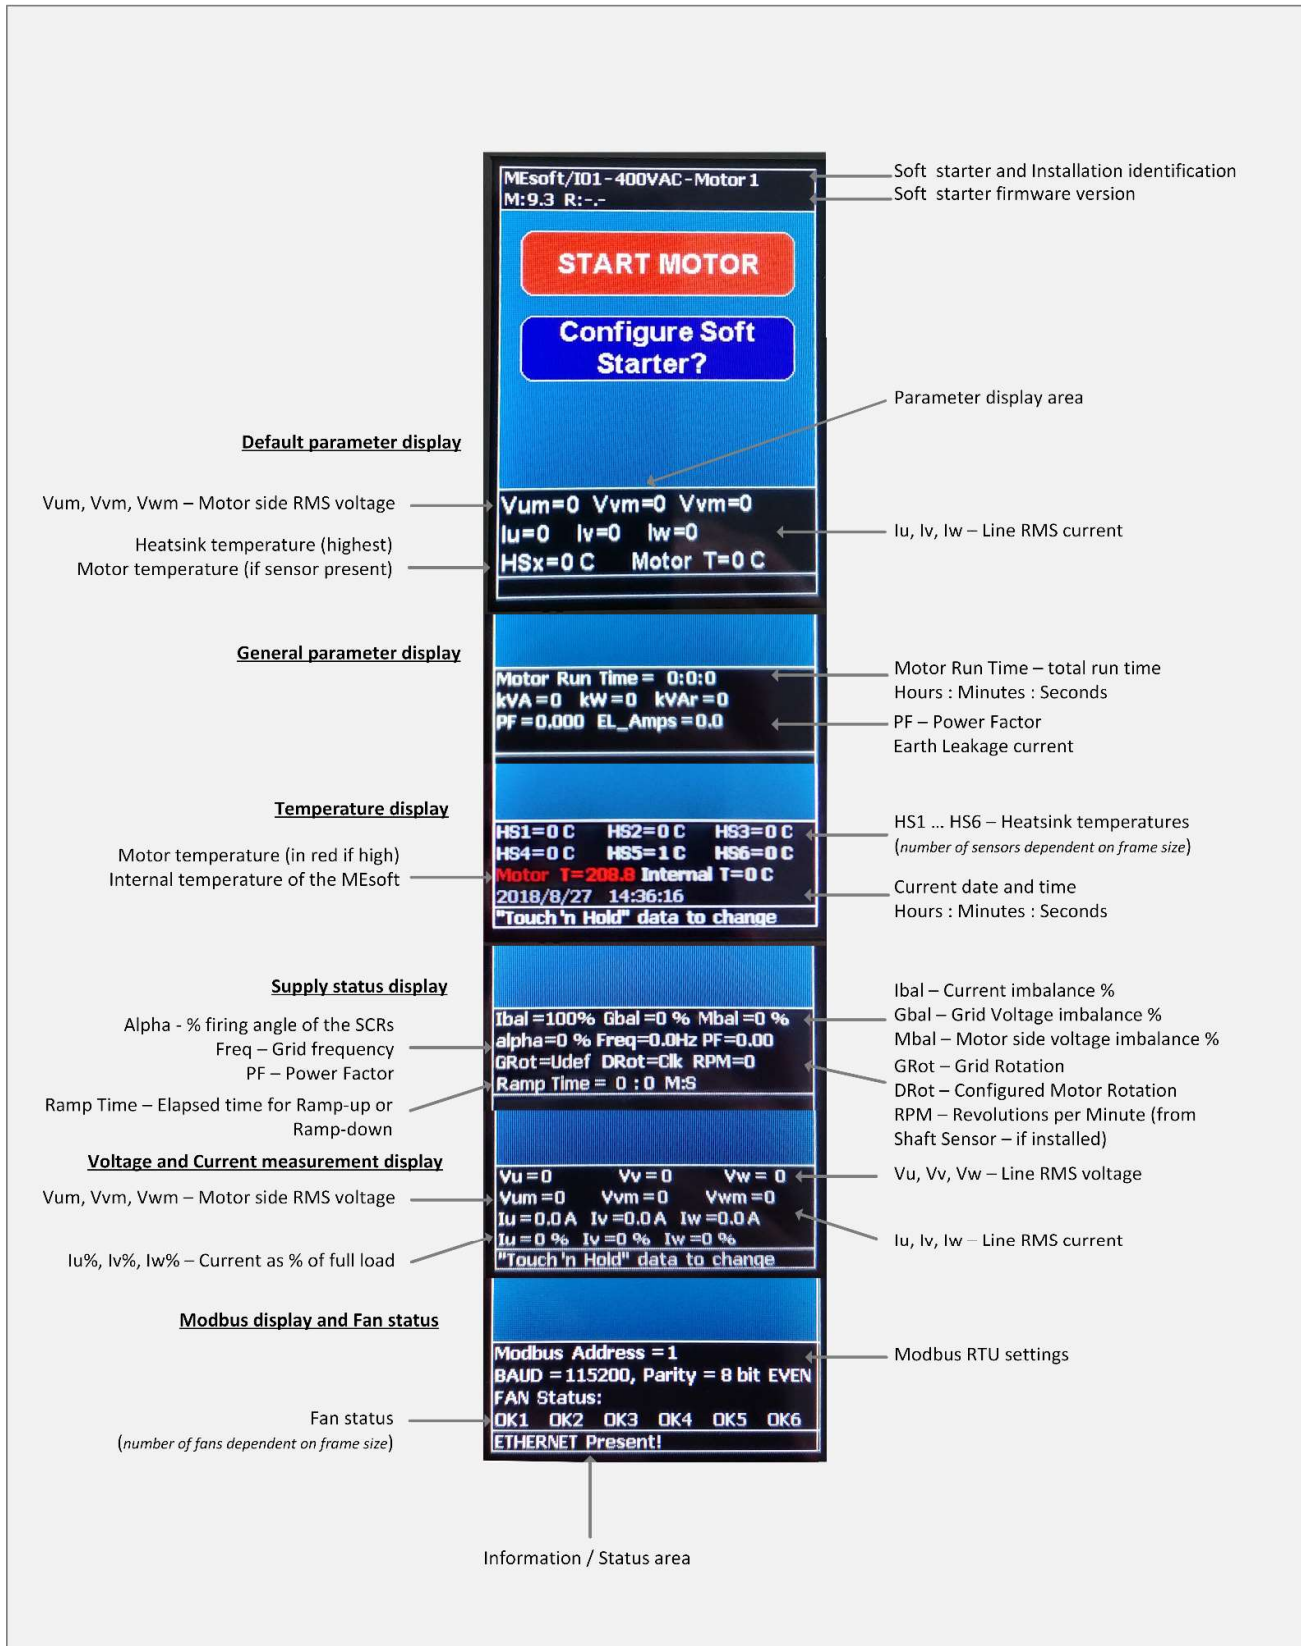 MEsoft/I01-400VAC-Motor 1
Soft starter and Installation identification
M:9.3 R:-.-
Soft starter firmware version
START MOTOR
Configure Soft
Starter?
Parameter display area
Default parameter display
Vum, Vvm, Vwm – Motor side RMS voltage
Vum=0 Vvm=0 Vvm=0
Iu=0 Iv=0 Iw=0
Iu, Iv, Iw – Line RMS current
Heatsink temperature (highest)
Motor temperature (if sensor present)
HSx=0 C Motor T=0 C
General parameter display
Motor Run Time = 0:0:0
kVA =0 kW=0 kVAr=0
PF =0.000 EL_Amps =0.0
Motor Run Time – total run time
Hours : Minutes : Seconds
PF – Power Factor
Earth Leakage current
Temperature display
HS1=0 C HS2=0 C HS3=0 C
HS4=0 C HS5=1 C HS6=0 C
Motor T=208.8 Internal T=0 C
2018/8/27 14:36:16
"Touch 'n Hold" data to change
HS1 ... HS6 – Heatsink temperatures
(number of sensors dependent on frame size)
Motor temperature (in red if high)
Internal temperature of the MEsoft
Current date and time
Hours : Minutes : Seconds
Supply status display
Ibal =100% Gbal =0 % Mbal =0 %
alpha=0 % Freq=0.0Hz PF=0.00
GRot=Udef DRot=Clk RPM=0
Ramp Time = 0 : 0 M:S
Alpha - % firing angle of the SCRs
Freq – Grid frequency
PF – Power Factor
Ramp Time – Elapsed time for Ramp-up or
Ramp-down
Ibal – Current imbalance %
Gbal – Grid Voltage imbalance %
Mbal – Motor side voltage imbalance %
GRot – Grid Rotation
DRot – Configured Motor Rotation
RPM – Revolutions per Minute (from
Shaft Sensor – if installed)
Voltage and Current measurement display
Vu =0 Vv =0 Vw = 0
Vum =0 Vvm =0 Vwm =0
Iu =0.0 A Iv =0.0 A Iw =0.0 A
Iu =0 % Iv =0 % Iw =0 %
"Touch 'n Hold" data to change
Vum, Vvm, Vwm – Motor side RMS voltage
Iu%, Iv%, Iw% – Current as % of full load
Vu, Vv, Vw – Line RMS voltage
Iu, Iv, Iw – Line RMS current
Modbus display and Fan status
Modbus Address =1
BAUD =115200, Parity = 8 bit EVEN
FAN Status:
OK1 OK2 OK3 OK4 OK5 OK6
ETHERNET Present!
Modbus RTU settings
Fan status
(number of fans dependent on frame size)
Information / Status area